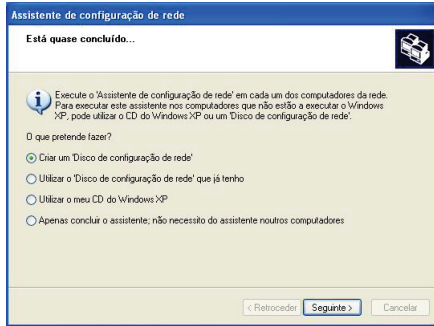 Assistente de configuração de rede
Está quase concluído...
Execute o 'Assistente de configuração de rede' em cada um dos computadores da rede.
Para executar este assistente nos computadores que não estão a executar o Windows
XP, pode utilizar o CD do Windows XP ou um 'Disco de configuração de rede'.
O que pretende fazer?
Criar um 'Disco de configuração de rede'
Utilizar o 'Disco de configuração de rede' que já tenho
Utilizar o meu CD do Windows XP
Apenas concluir o assistente; não necessito do assistente noutros computadores
< Retroceder Seguinte > Cancelar